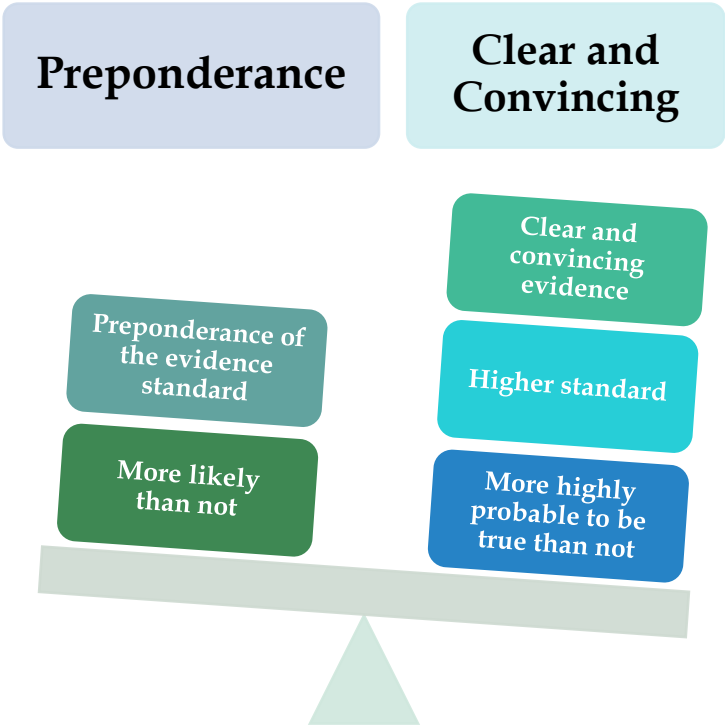 Preponderance
Clear and
Convincing
Preponderance of
the evidence
standard
More likely
than not
Clear and
convincing
evidence
Higher standard
More highly
probable to be
true than not